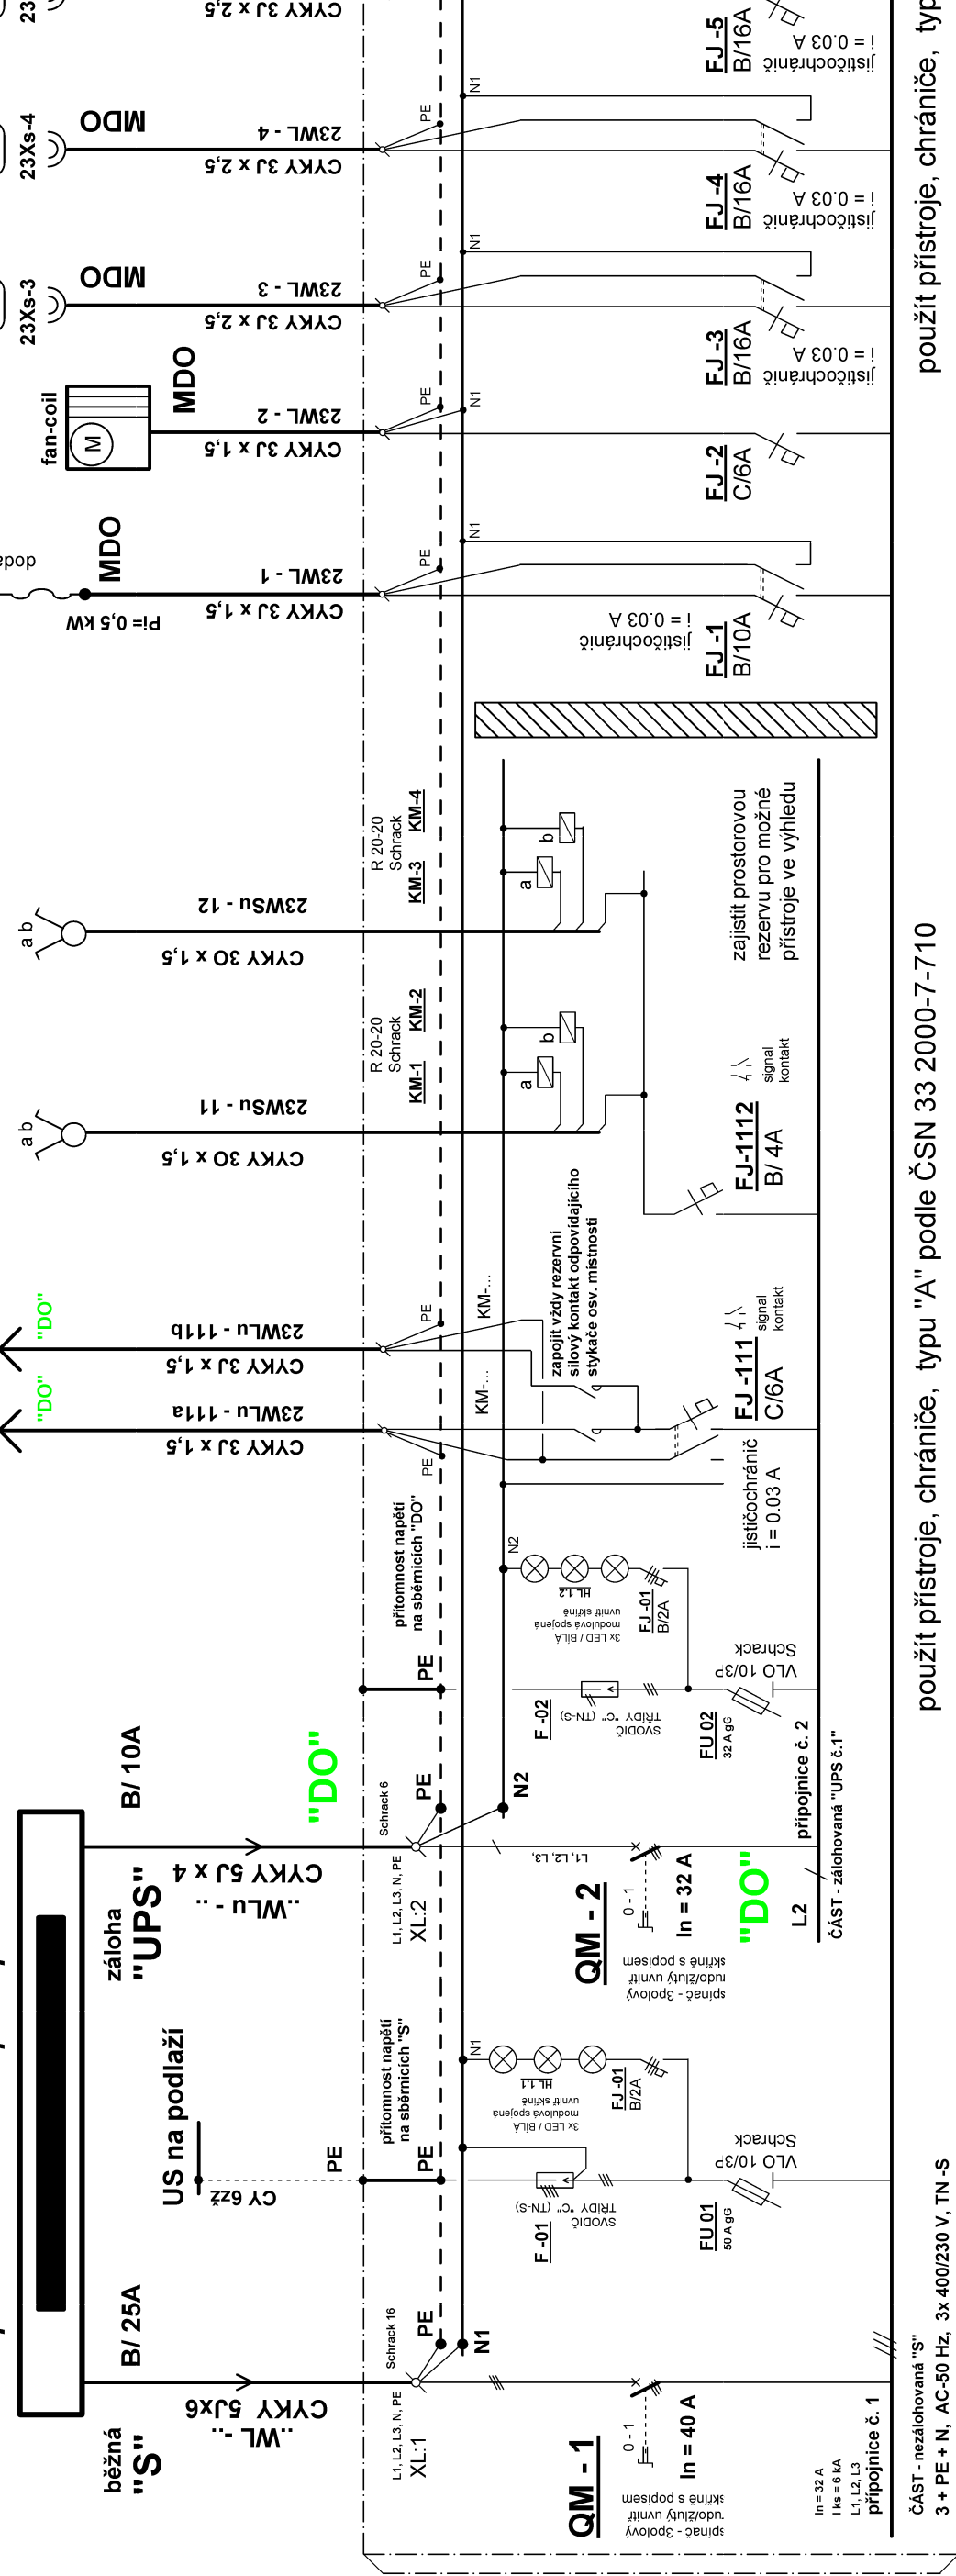 běžná
"S"
B/ 25A
CYKY 5Jx6
..WL - ..
L1, L2, L3, N, PE
XL:1
Schrack 16
PE
N1
QM - 1
0 - 1
In = 40 A
spínač - 3polový
rudo/žlutý uvnitř
skříně s popisem
In = 32 A
I ks = 6 kA
L1, L2, L3
přípojnice č. 1
ČÁST - nezálohovaná "S"
3 + PE + N, AC-50 Hz, 3x 400/230 V, TN -S
US na podlaží
CY 6zž
PE
PE
přítomnost napětí
na sběrnicích "S"
F -01
SVODIČ
TŘÍDY "C" (TN-S)
FU 01
50 A gG
VLO 10/3P
Schrack
N1
HL 1.1
3x LED / BÍLÁ
modulová spojená
uvnitř skříně
FJ -01
B/2A
záloha
"UPS"
B/ 10A
CYKY 5J x 4
..WLu - ..
"DO"
L1, L2, L3, N, PE
XL:2
Schrack 6
PE
N2
L1, L2, L3,
QM - 2
0 - 1
In = 32 A
spínač - 3polový
rudo/žlutý uvnitř
skříně s popisem
"DO"
L2
přípojnice č. 2
ČÁST - zálohovaná "UPS č.1"
PE
přítomnost napětí
na sběrnicích "DO"
F -02
SVODIČ
TŘÍDY "C" (TN-S)
FU 02
32 A gG
VLO 10/3P
Schrack
N2
HL 1.2
3x LED / BÍLÁ
modulová spojená
uvnitř skříně
FJ -01
B/2A
"DO"
23WLu - 111a
CYKY 3J x 1,5
PE
"DO"
23WLu - 111b
CYKY 3J x 1,5
PE
KM-...
KM-...
zapojit vždy rezervní
silový kontakt odpovídajícího
stykače osv. místnosti
jističochránič
i = 0.03 A
FJ -111
C/6A
signal
kontakt
a b
23WSu - 11
CYKY 3O x 1,5
R 20-20
Schrack
KM-1
KM-2
a
b
FJ-1112
B/ 4A
signal
kontakt
a b
23WSu - 12
CYKY 3O x 1,5
R 20-20
Schrack
KM-3
KM-4
a
b
zajistit prostorovou
rezervu pro možné
přístroje ve výhledu
použít přístroje, chrániče, typu "A" podle ČSN 33 2000-7-710
MDO
Pi= 0,5 kW
23WL - 1
CYKY 3J x 1,5
PE
N1
jističochránič
i = 0.03 A
FJ -1
B/10A
fan-coil
M
MDO
23WL - 2
CYKY 3J x 1,5
PE
N1
FJ -2
C/6A
23Xs-3
MDO
23WL - 3
CYKY 3J x 2,5
PE
N1
FJ -3
B/16A
jističochránič
i = 0.03 A
23Xs-4
MDO
23WL - 4
CYKY 3J x 2,5
PE
N1
FJ -4
B/16A
jističochránič
i = 0.03 A
CYKY 3J x 2,5
FJ -5
B/16A
jističochránič
i = 0.03 A
použít přístroje, chrániče,